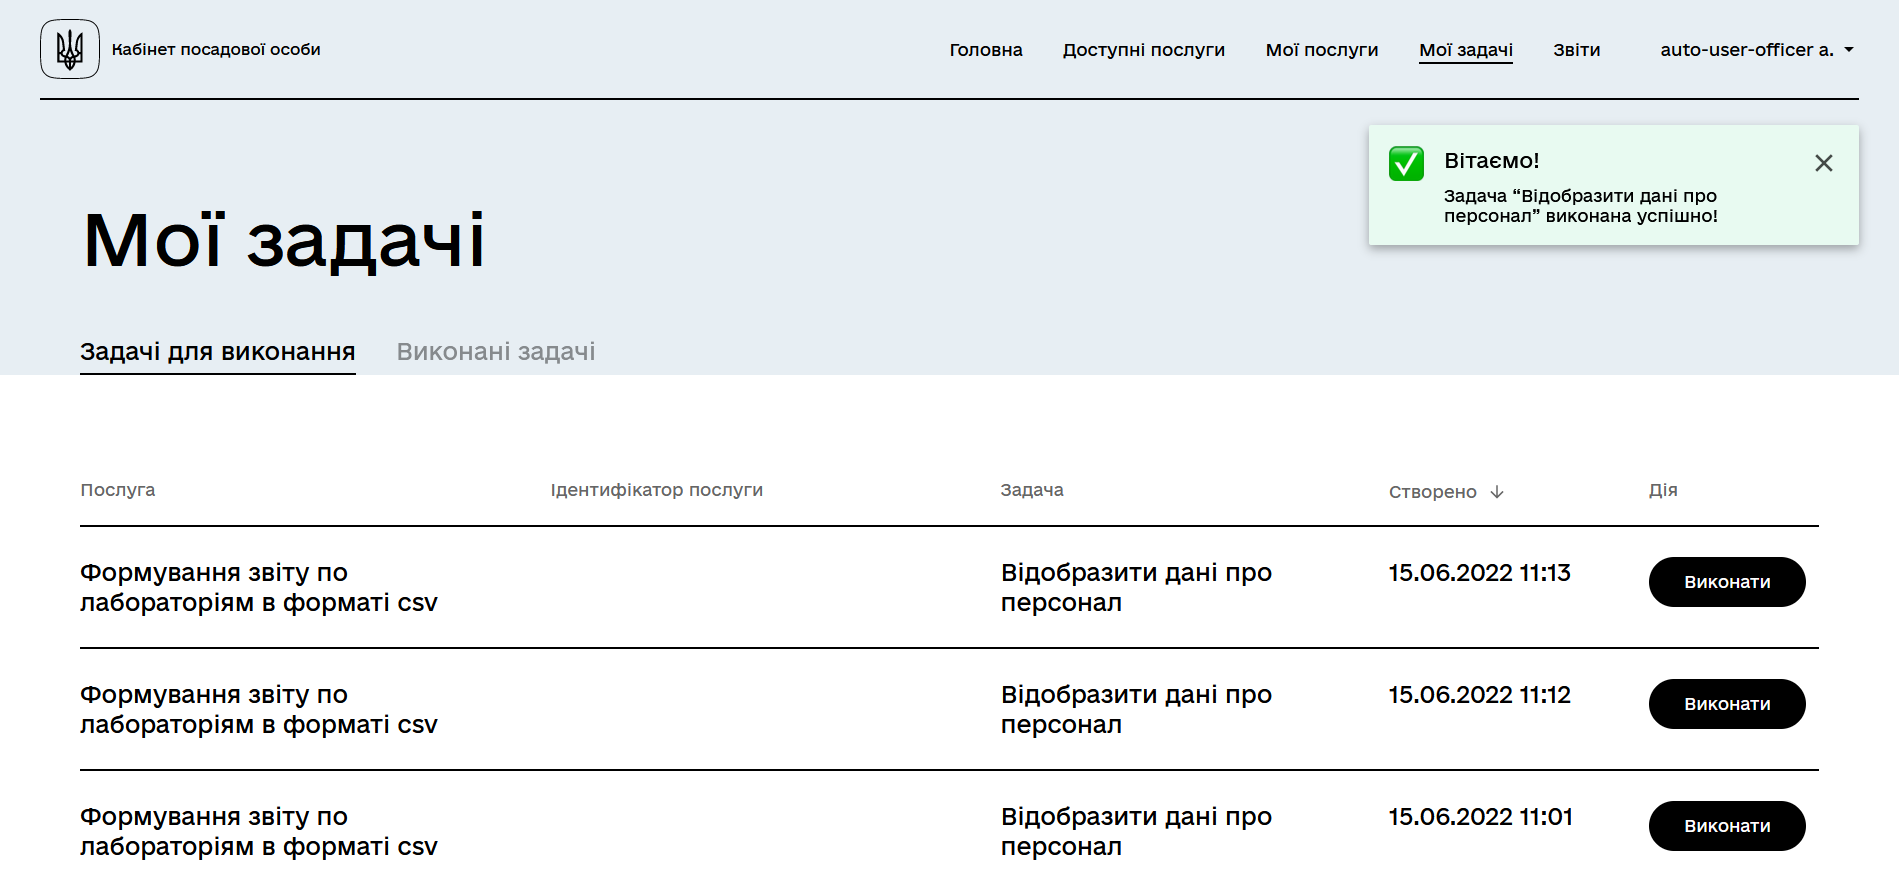 Кабінет посадової особи
Головна
Доступні послуги
Мої послуги
Мої задачі
Звіти
auto-user-officer a.
Вітаємо!
Задача “Відобразити дані про
персонал” виконана успішно!
Мої задачі
Задачі для виконання
Виконані задачі
Послуга
Ідентифікатор послуги
Задача
Створено
Дія
Формування звіту по
лабораторіям в форматі csv
Відобразити дані про
персонал
15.06.2022 11:13
Виконати
Формування звіту по
лабораторіям в форматі csv
Відобразити дані про
персонал
15.06.2022 11:12
Виконати
Формування звіту по
лабораторіям в форматі csv
Відобразити дані про
персонал
15.06.2022 11:01
Виконати